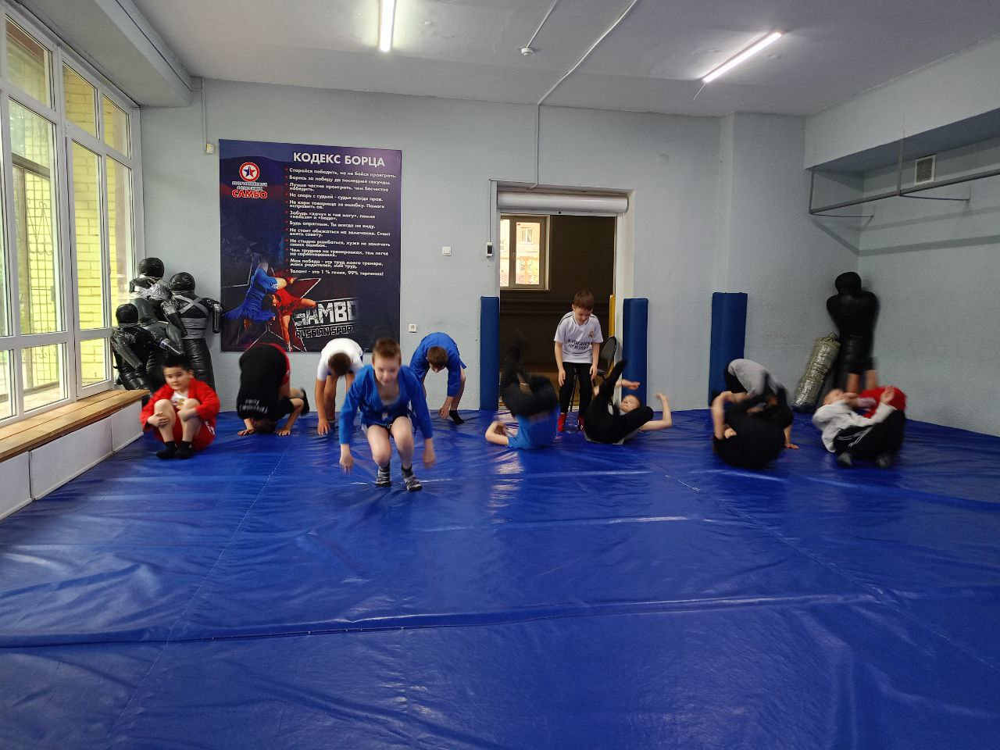 КОДЕКС БОРЦА
Старайся победить, но не бойся проиграть.
Борись за победу до последней секунды.
Лучше честно проиграть, чем бесчестно
победить.
Не спорь с судьей - судья всегда прав.
Не кори товарища за ошибку. Помоги
исправить ее.
Забудь «хочу» и «не могу», помни
«нельзя» и «надо».
Будь опрятным. Ты всегда на виду.
Не стоит обижаться на замечания. Стоит
внять совету.
Не стыдно ошибаться, хуже не замечать
своих ошибок.
Чем труднее на тренировках, тем легче
на соревнованиях.
Моя победа - это труд моего тренера,
моих родителей, мой труд.
Талант - это 1 % гения, 99% терпения!
ВСЕРОССИЙСКАЯ
ФЕДЕРАЦИЯ
САМБО
SAMBO
RUSSIAN SPORT